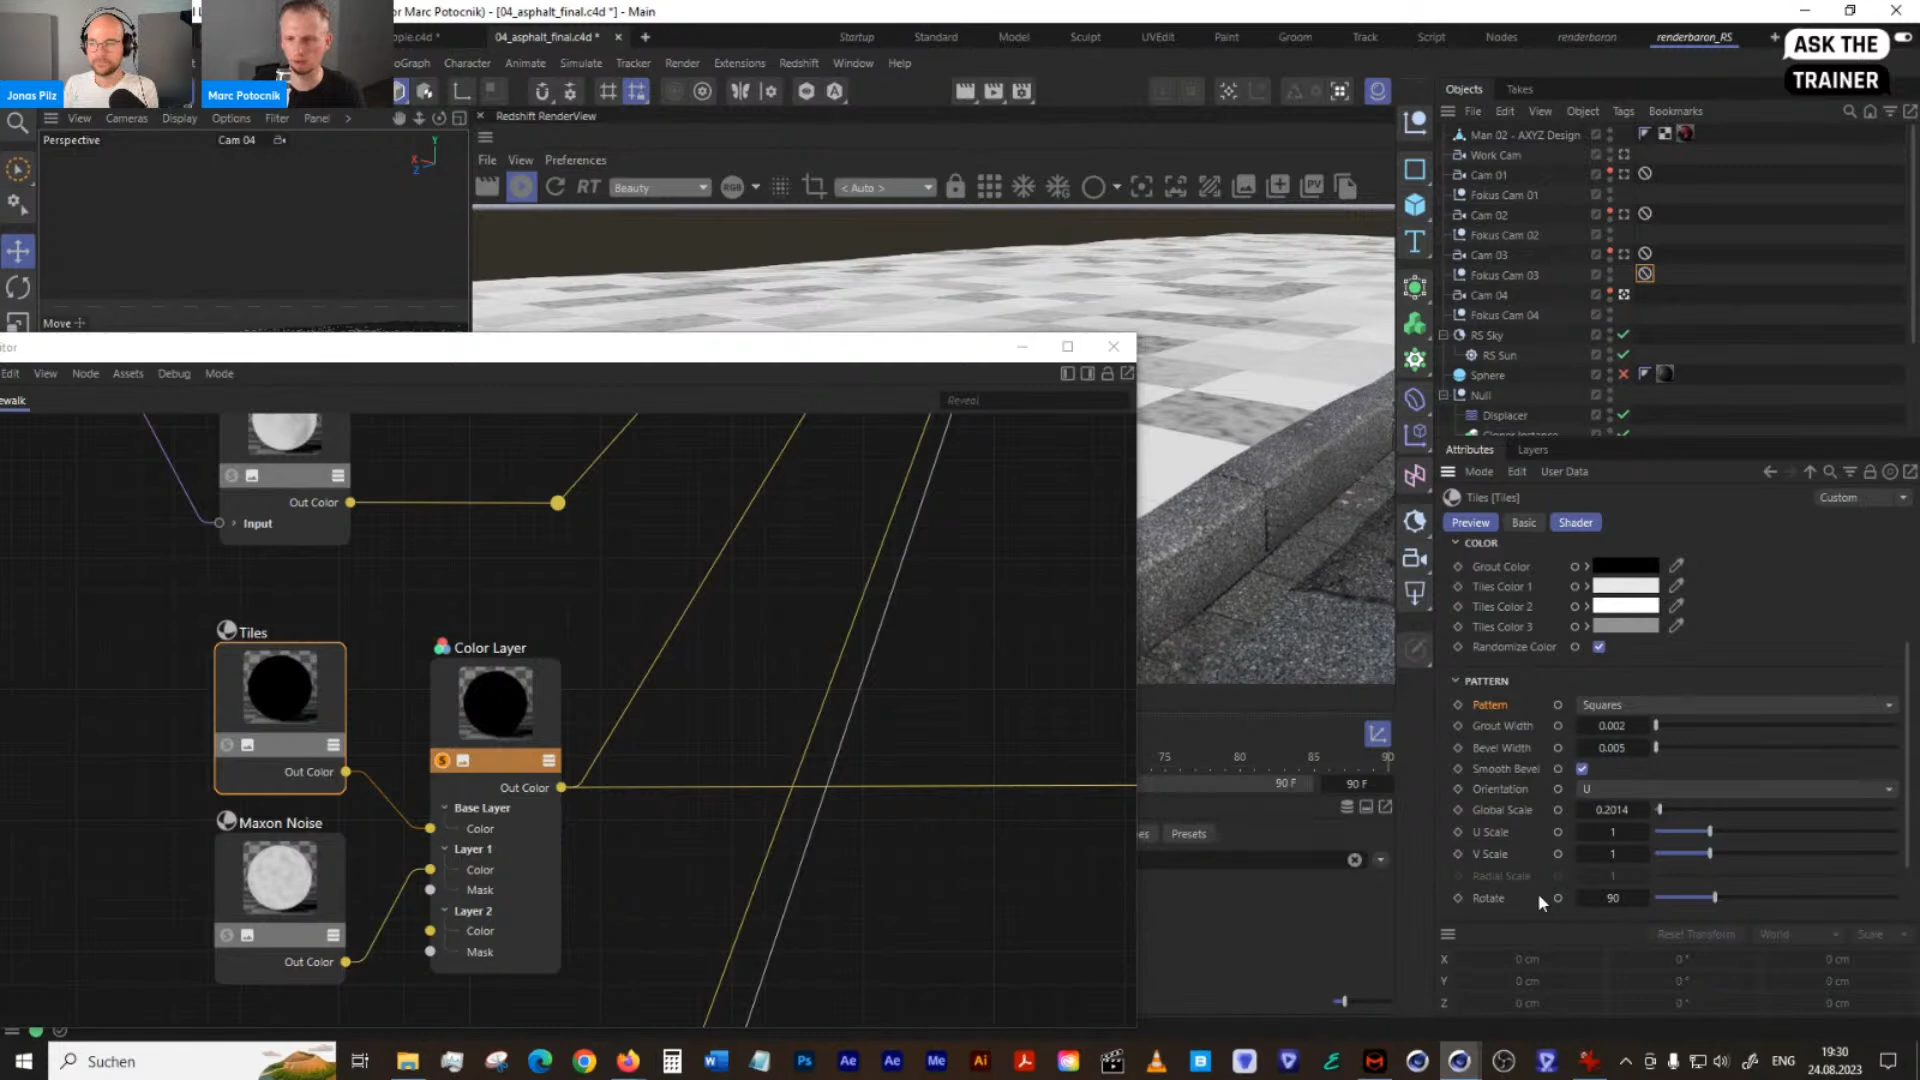 or Marc Potocnik) - [04_asphalt_final.c4d *] - Main
04_asphalt_final.c4d *
Startup Standard Model Sculpt UVEdit Paint Groom Track Script Nodes renderbaron renderbaron_RS
ASK THE
TRAINER
oGraph Character Animate Simulate Tracker Render Extensions Redshift Window Help
Jonas Pilz
Marc Potocnik
View Cameras Display Options Filter Panel
Perspective
Cam 04
Y
X
Z
Move
Redshift RenderView
File View Preferences
RT
Beauty
RGB
< Auto >
PV
Objects Takes
File Edit View Object Tags Bookmarks
Man 02 - AXYZ Design
Work Cam
Cam 01
Fokus Cam 01
Cam 02
Fokus Cam 02
Cam 03
Fokus Cam 03
Cam 04
Fokus Cam 04
RS Sky
RS Sun
Sphere
Null
Displacer
itor
Edit View Node Assets Debug Mode
ewalk
Reveal
Out Color
Input
Tiles
Out Color
Maxon Noise
Out Color
Color Layer
Out Color
Base Layer
Color
Layer 1
Color
Mask
Layer 2
Color
Mask
75 80 85 90
90 F 90 F
es Presets
Attributes Layers
Mode Edit User Data
Tiles [Tiles]
Custom
Preview Basic Shader
COLOR
Grout Color
Tiles Color 1
Tiles Color 2
Tiles Color 3
Randomize Color
PATTERN
Pattern Squares
Grout Width 0.002
Bevel Width 0.005
Smooth Bevel
Orientation U
Global Scale 0.2014
U Scale 1
V Scale 1
Radial Scale 1
Rotate 90
Reset Transform World Scale
X 0 cm 0 ° 0 cm
Y 0 cm 0 ° 0 cm
Z 0 cm 0 ° 0 cm
Suchen
Ps Ae Ae Me Ai
ENG
19:30
24.08.2023